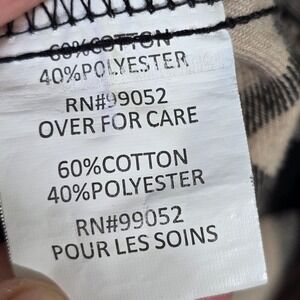 60%COTTON
40%POLYESTER
RN#99052
OVER FOR CARE
60%COTTON
40%POLYESTER
RN#99052
POUR LES SOINS